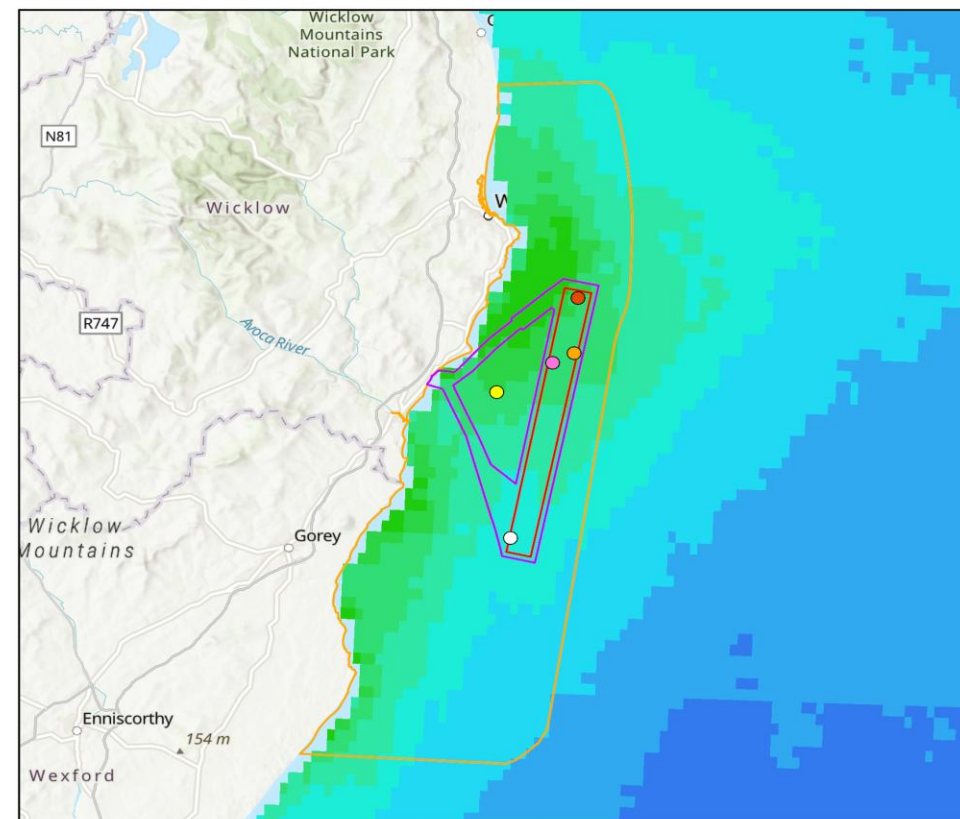 Wicklow
Mountains
National Park
N81
Wicklow
R747
Avoca River
Wicklow
Mountains
Gorey
Enniscorthy
154 m
Wexford